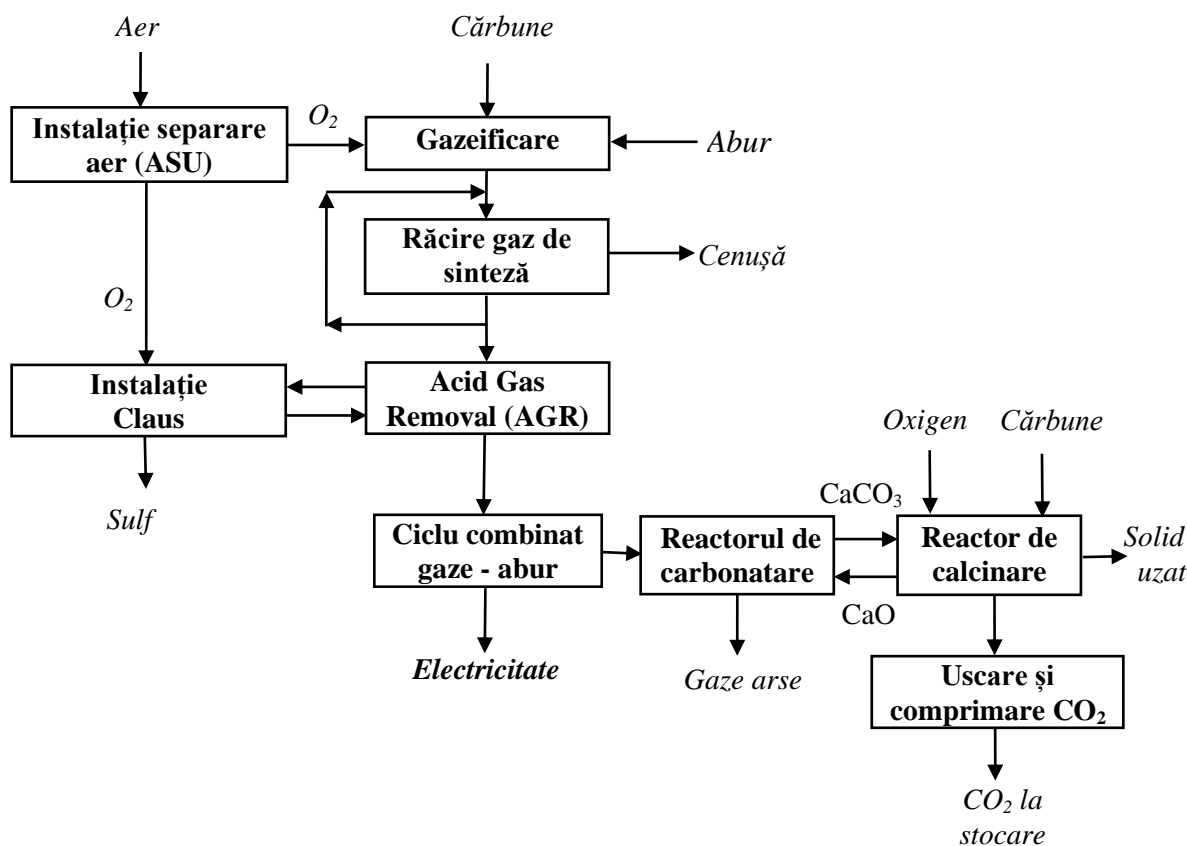 Aer
Cărbune
Instalație separare
aer (ASU)
O2
Gazeificare
Abur
Răcire gaz de
sinteză
Cenușă
O2
Instalație
Claus
Acid Gas
Removal (AGR)
Oxigen
Cărbune
Sulf
CaCO3
Ciclu combinat
gaze - abur
Reactorul de
carbonatare
Reactor de
calcinare
Solid
uzat
CaO
Electricitate
Gaze arse
Uscare și
comprimare CO2
CO2 la
stocare